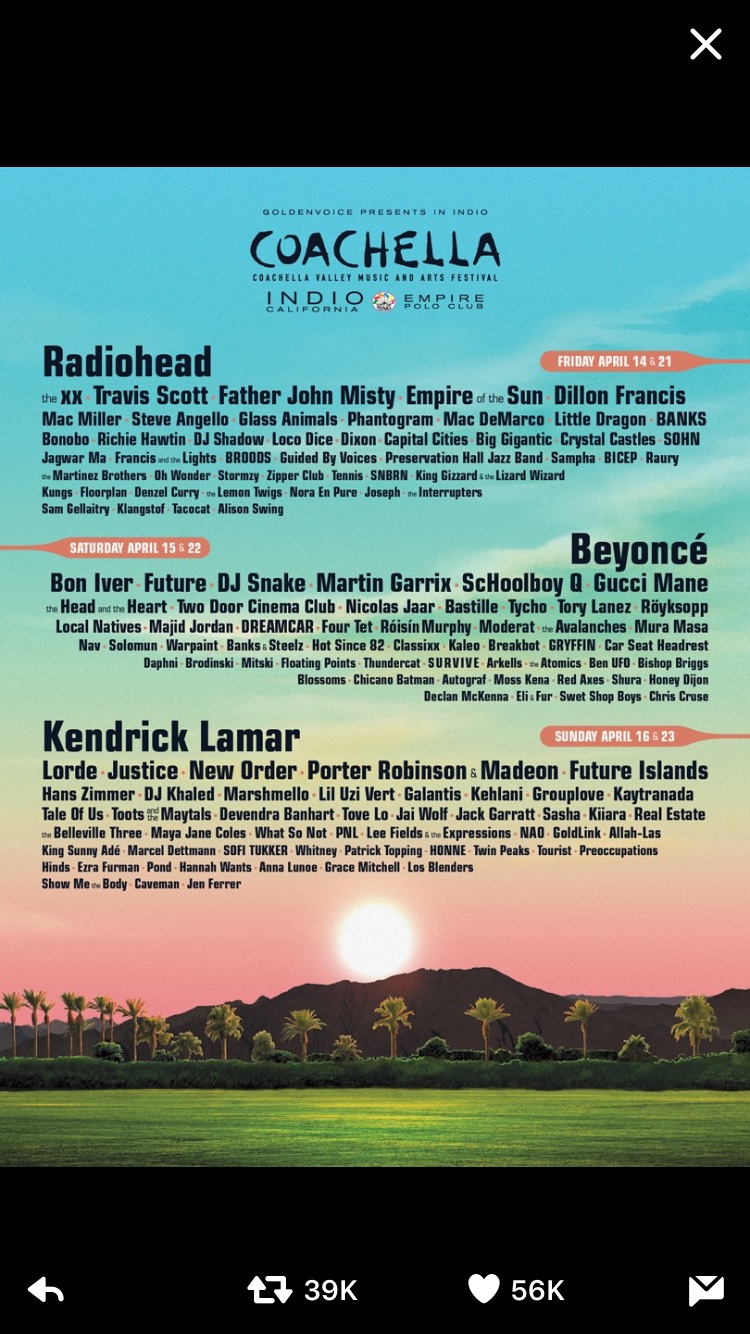 GOLDENVOICE PRESENTS IN INDIO
COACHELLA
COACHELLA VALLEY MUSIC AND ARTS FESTIVAL
INDIO CALIFORNIA EMPIRE POLO CLUB
Radiohead
FRIDAY APRIL 14 & 21
the xx · Travis Scott · Father John Misty · Empire of the Sun · Dillon Francis
Mac Miller · Steve Angello · Glass Animals · Phantogram · Mac DeMarco · Little Dragon · BANKS
Bonobo · Richie Hawtin · DJ Shadow · Loco Dice · Dixon · Capital Cities · Big Gigantic · Crystal Castles · SOHN
Jagwar Ma · Francis and the Lights · BROODS · Guided By Voices · Preservation Hall Jazz Band · Sampha · BICEP · Raury
the Martinez Brothers · Oh Wonder · Stormzy · Zipper Club · Tennis · SNBRN · King Gizzard & the Lizard Wizard
Kungs · Floorplan · Denzel Curry · the Lemon Twigs · Nora En Pure · Joseph · the Interrupters
Sam Gellaitry · Klangstof · Tacocat · Alison Swing
SATURDAY APRIL 15 & 22
Beyoncé
Bon Iver · Future · DJ Snake · Martin Garrix · ScHoolboy Q · Gucci Mane
the Head and the Heart · Two Door Cinema Club · Nicolas Jaar · Bastille · Tycho · Tory Lanez · Röyksopp
Local Natives · Majid Jordan · DREAMCAR · Four Tet · Róisín Murphy · Moderat · the Avalanches · Mura Masa
Nav · Solomun · Warpaint · Banks & Steelz · Hot Since 82 · Classixx · Kaleo · Breakbot · GRYFFIN · Car Seat Headrest
Daphni · Brodinski · Mitski · Floating Points · Thundercat · SURVIVE · Arkells · the Atomics · Ben UFO · Bishop Briggs
Blossoms · Chicano Batman · Autograf · Moss Kena · Red Axes · Shura · Honey Dijon
Declan McKenna · Eli & Fur · Swet Shop Boys · Chris Cruse
Kendrick Lamar
SUNDAY APRIL 16 & 23
Lorde · Justice · New Order · Porter Robinson & Madeon · Future Islands
Hans Zimmer · DJ Khaled · Marshmello · Lil Uzi Vert · Galantis · Kehlani · Grouplove · Kaytranada
Tale Of Us · Toots and the Maytals · Devendra Banhart · Tove Lo · Jai Wolf · Jack Garratt · Sasha · Kiiara · Real Estate
the Belleville Three · Maya Jane Coles · What So Not · PNL · Lee Fields & the Expressions · NAO · GoldLink · Allah-Las
King Sunny Adé · Marcel Dettmann · SOFI TUKKER · Whitney · Patrick Topping · HONNE · Twin Peaks · Tourist · Preoccupations
Hinds · Ezra Furman · Pond · Hannah Wants · Anna Lunoe · Grace Mitchell · Los Blenders
Show Me the Body · Caveman · Jen Ferrer
39K 56K